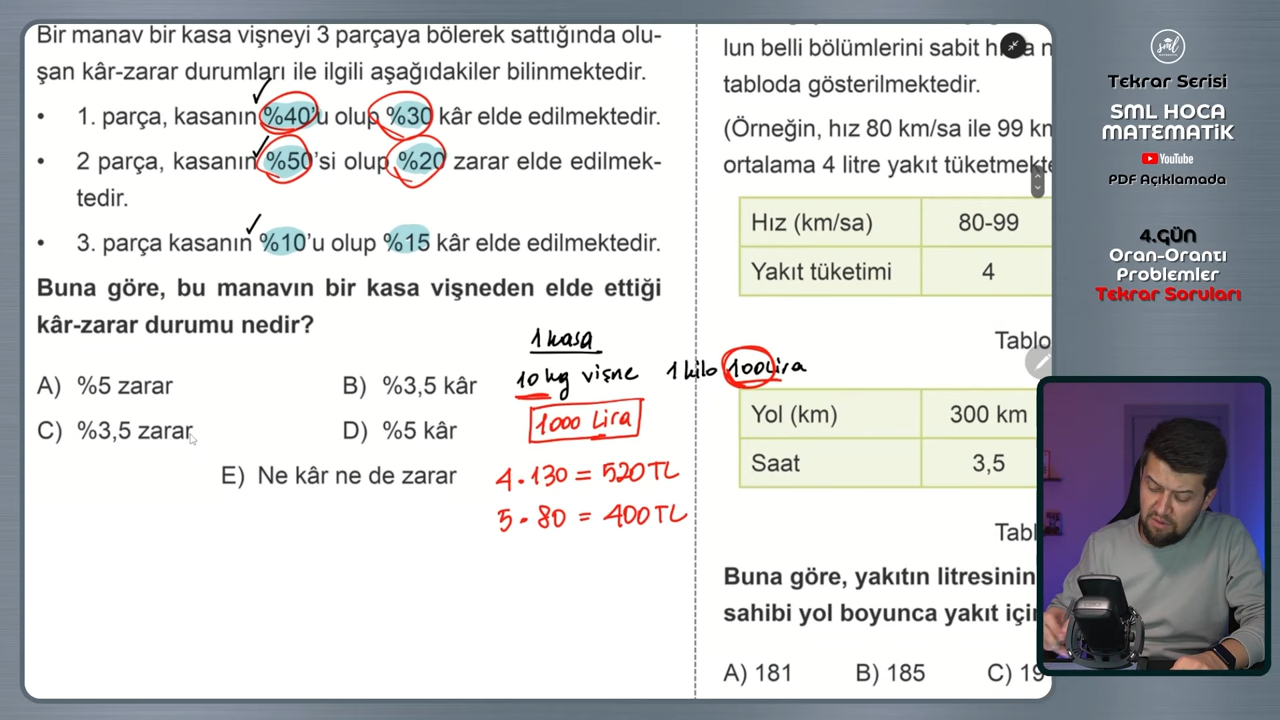 Bir manav bir kasa vişneyi 3 parçaya bölerek sattığında olu-
şan kâr-zarar durumları ile ilgili aşağıdakiler bilinmektedir.
• 1. parça, kasanın %40'u olup %30 kâr elde edilmektedir.
• 2 parça, kasanın %50'si olup %20 zarar elde edilmek-
tedir.
• 3. parça kasanın %10'u olup %15 kâr elde edilmektedir.
Buna göre, bu manavın bir kasa vişneden elde ettiği
kâr-zarar durumu nedir?
A) %5 zarar B) %3,5 kâr
C) %3,5 zarar D) %5 kâr
E) Ne kâr ne de zarar
1 kasa
10 kg vişne 1 kilo 100 Lira
1000 Lira
4 • 130 = 520 TL
5 • 80 = 400 TL
lun belli bölümlerini sabit
tabloda gösterilmektedir.
(Örneğin, hız 80 km/sa ile 99 km
ortalama 4 litre yakıt tüketmekte
Hız (km/sa) 80-99
Yakıt tüketimi 4
Tablo
Yol (km) 300 km
Saat 3,5
Tabl
Buna göre, yakıtın litresinin
sahibi yol boyunca yakıt için
A) 181 B) 185 C) 19
sml
Tekrar Serisi
SML HOCA
MATEMATİK
YouTube
PDF Açıklamada
4.GÜN
Oran-Orantı
Problemler
Tekrar Soruları